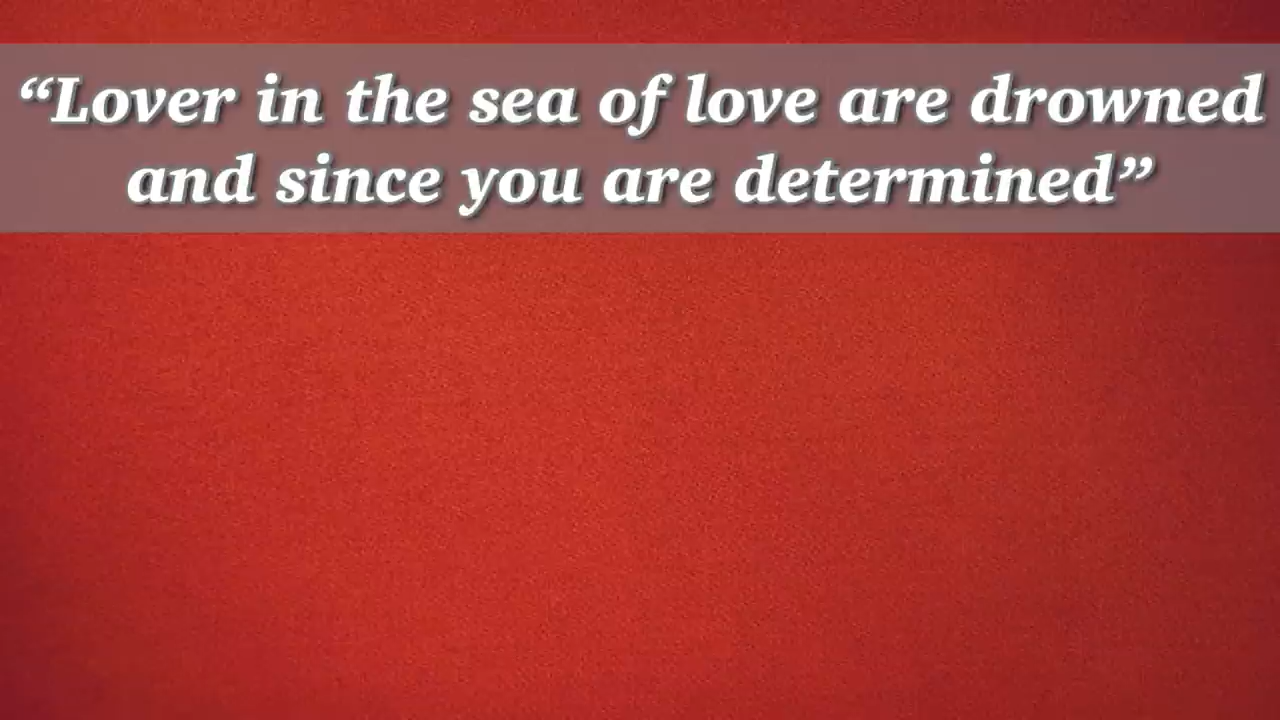 “Lover in the sea of love are drowned
and since you are determined”